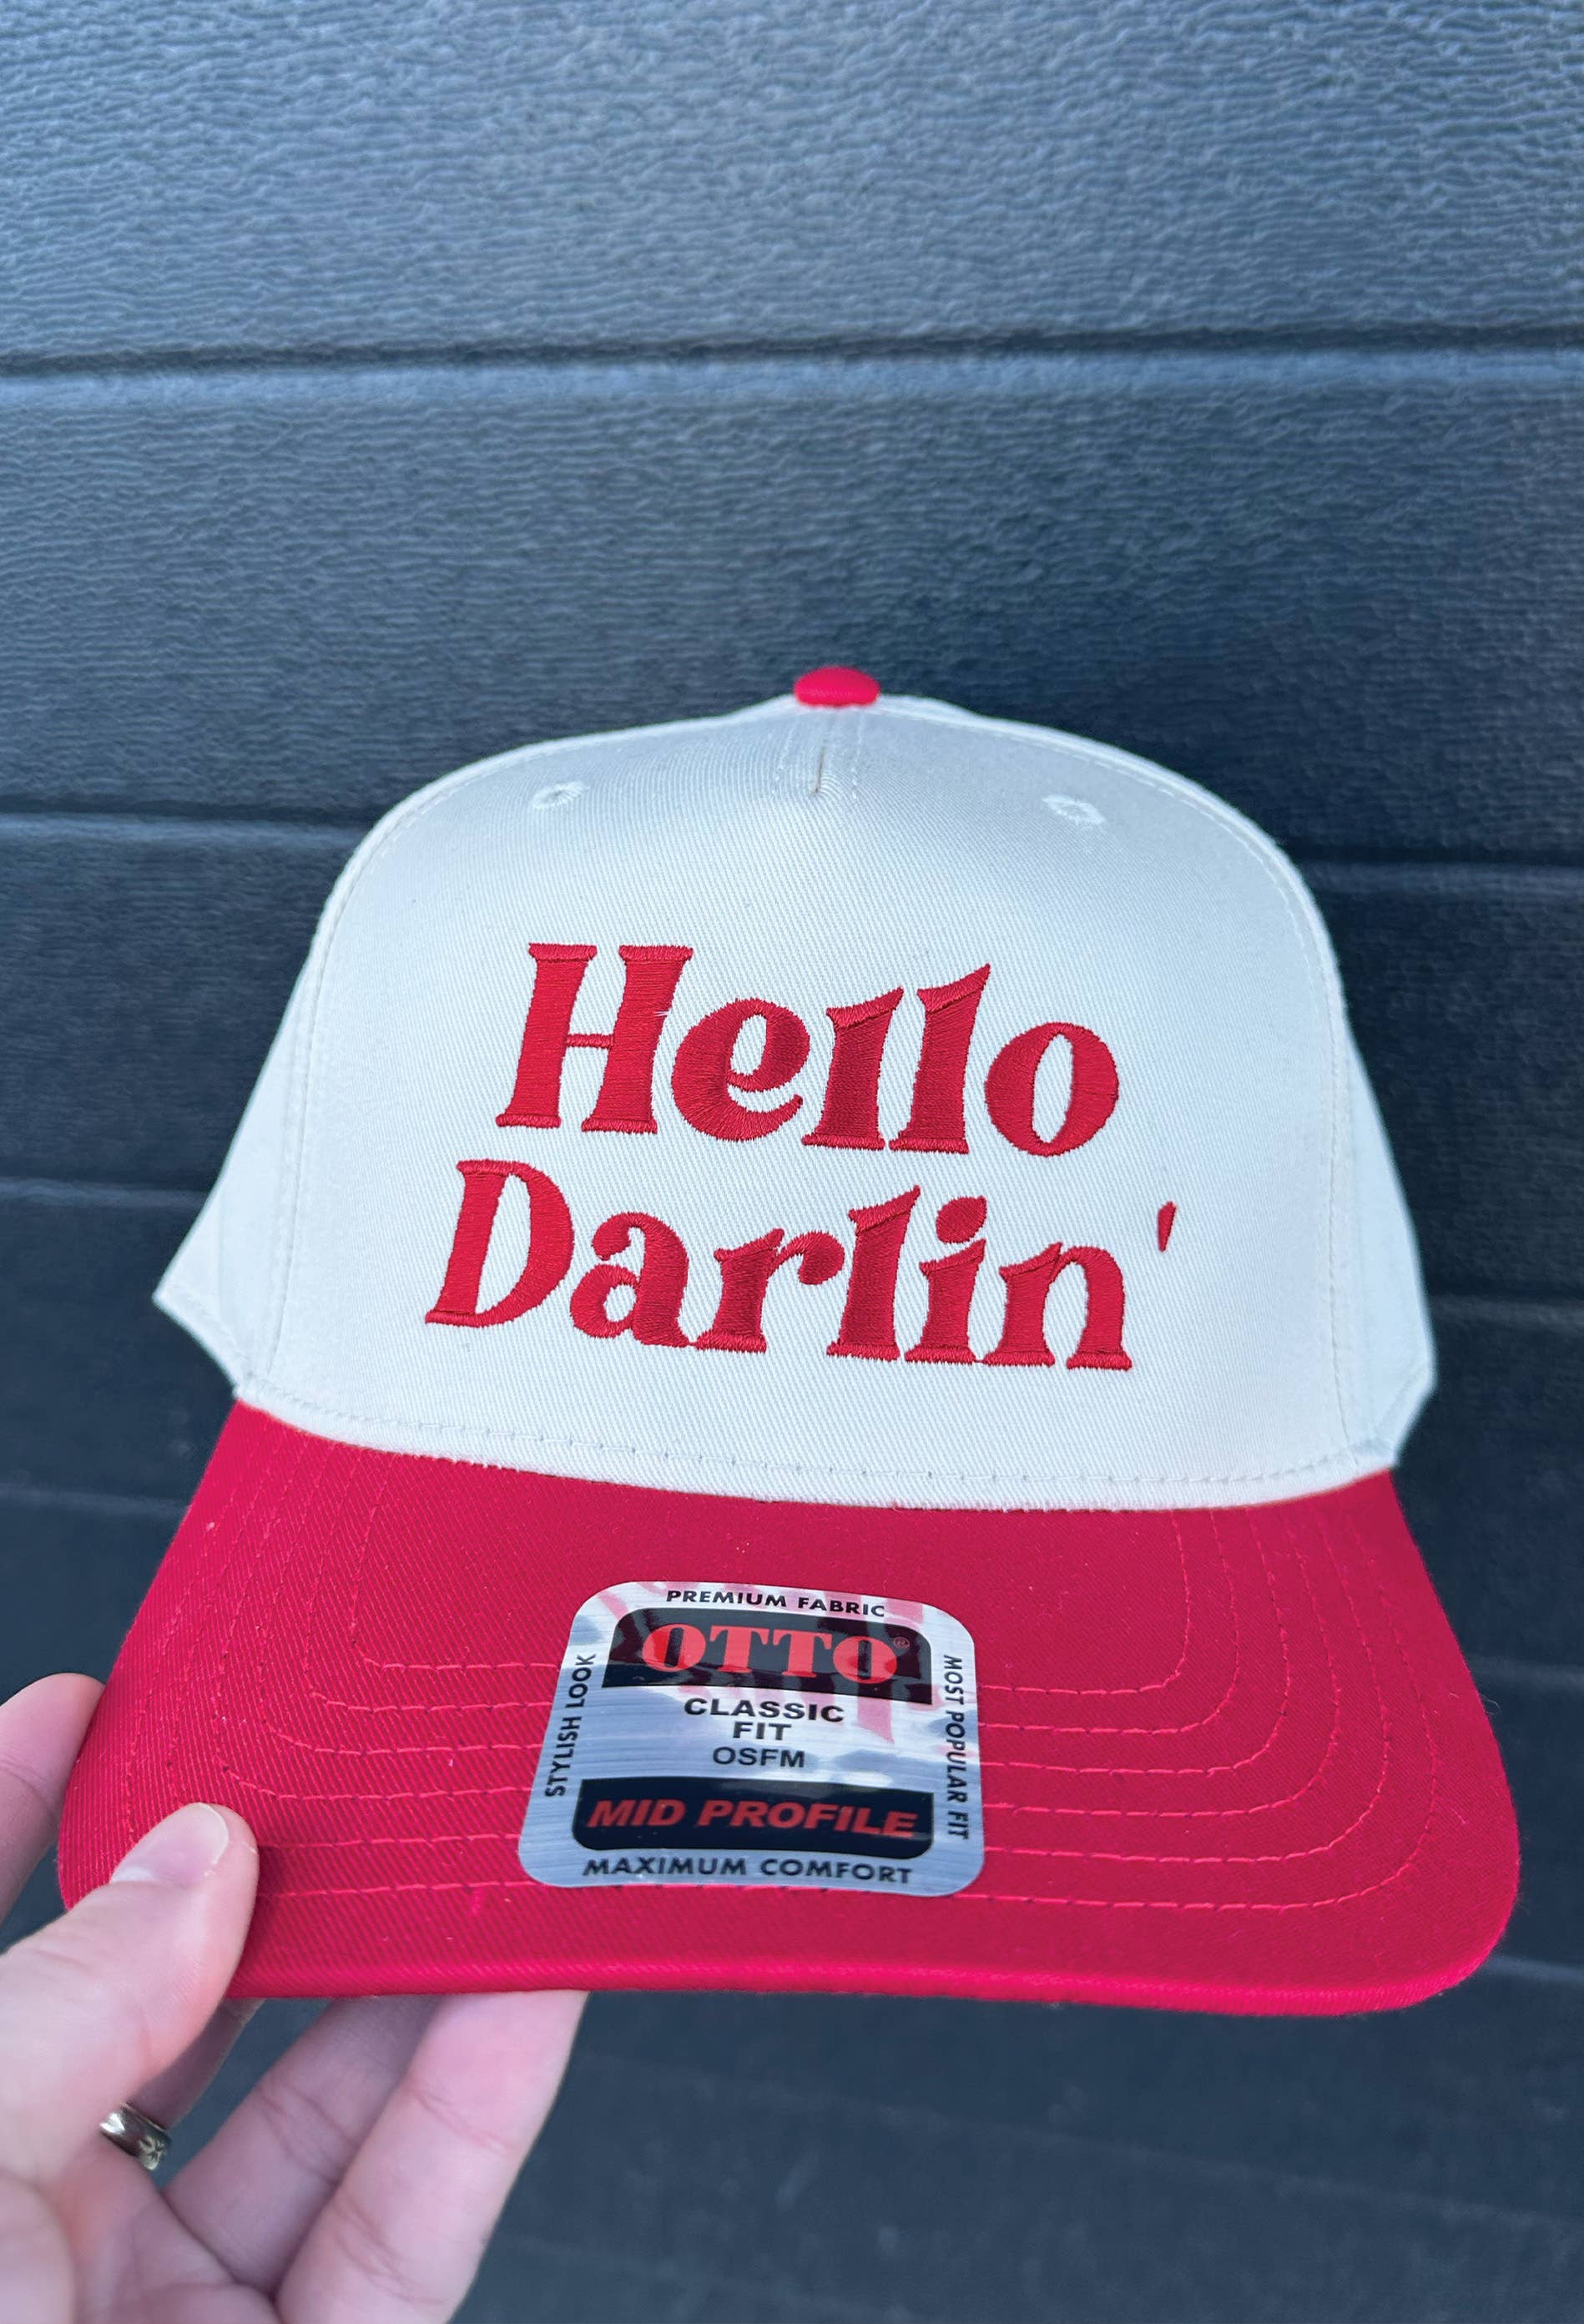 Hello
Darlin'
PREMIUM FABRIC
OTTO®
STYLISH LOOK
CLASSIC
FIT
OSFM
MOST POPULAR FIT
MID PROFILE
MAXIMUM COMFORT